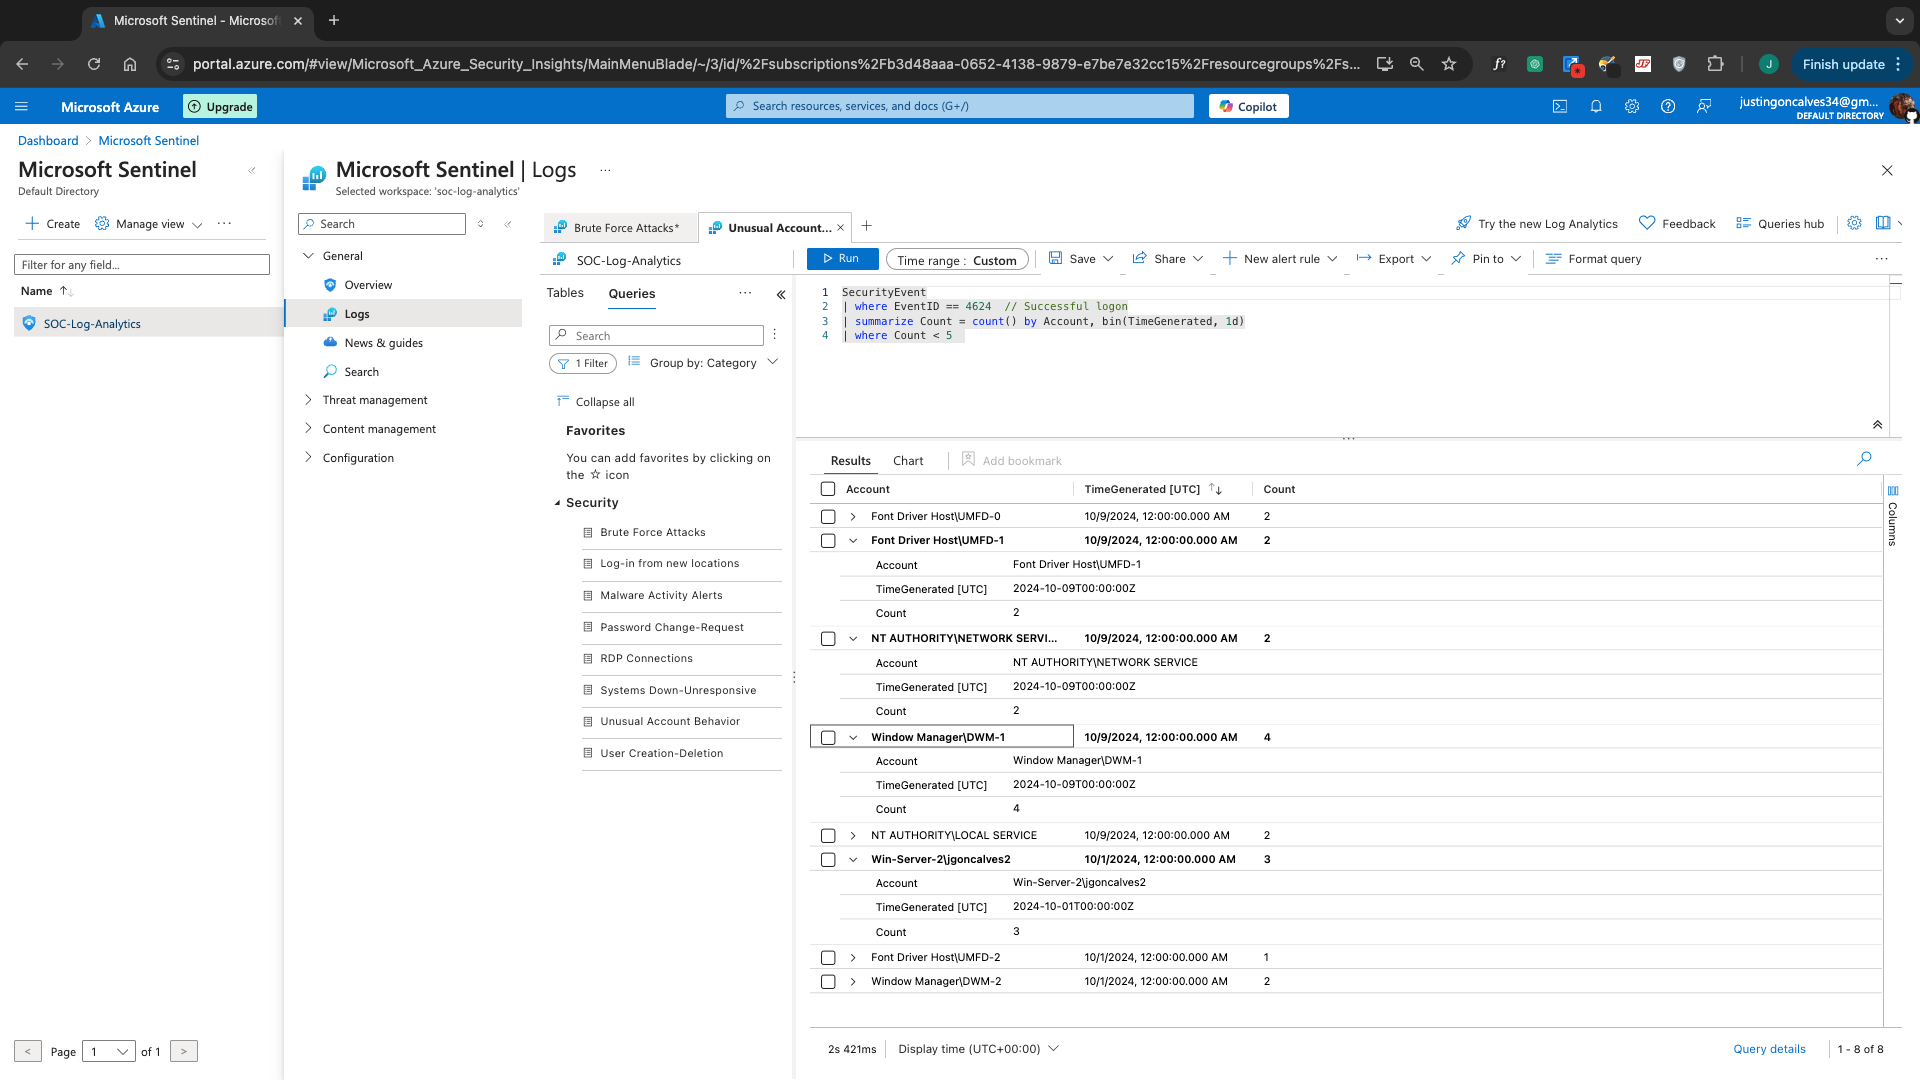 Microsoft Sentinel - Microsof
portal.azure.com/#view/Microsoft_Azure_Security_Insights/MainMenuBlade/~/3/id/%2Fsubscriptions%2Fb3d48aaa-0652-4138-9879-e7be7e32cc15%2Fresourcegroups%2Fs...
f?
J
Finish update
Microsoft Azure
Upgrade
Search resources, services, and docs (G+/)
Copilot
justingoncalves34@gm...
DEFAULT DIRECTORY
Dashboard
Microsoft Sentinel
Microsoft Sentinel
Default Directory
Create
Manage view
Filter for any field...
Name
SOC-Log-Analytics
< Page 1 of 1 >
Microsoft Sentinel | Logs
Selected workspace: 'soc-log-analytics'
Search
General
Overview
Logs
News & guides
Search
Threat management
Content management
Configuration
Brute Force Attacks*
Unusual Account...
Try the new Log Analytics
Feedback
Queries hub
SOC-Log-Analytics
Run
Time range : Custom
Save
Share
New alert rule
Export
Pin to
Format query
Tables
Queries
Search
1 Filter
Group by: Category
Collapse all
Favorites
You can add favorites by clicking on
the ☆ icon
Security
Brute Force Attacks
Log-in from new locations
Malware Activity Alerts
Password Change-Request
RDP Connections
Systems Down-Unresponsive
Unusual Account Behavior
User Creation-Deletion
1 SecurityEvent
2 | where EventID == 4624 // Successful logon
3 | summarize Count = count() by Account, bin(TimeGenerated, 1d)
4 | where Count < 5
Results
Chart
Add bookmark
Account TimeGenerated [UTC] Count
Font Driver Host\UMFD-0 10/9/2024, 12:00:00.000 AM 2
Font Driver Host\UMFD-1 10/9/2024, 12:00:00.000 AM 2
Account Font Driver Host\UMFD-1
TimeGenerated [UTC] 2024-10-09T00:00:00Z
Count 2
NT AUTHORITY\NETWORK SERVI... 10/9/2024, 12:00:00.000 AM 2
Account NT AUTHORITY\NETWORK SERVICE
TimeGenerated [UTC] 2024-10-09T00:00:00Z
Count 2
Window Manager\DWM-1 10/9/2024, 12:00:00.000 AM 4
Account Window Manager\DWM-1
TimeGenerated [UTC] 2024-10-09T00:00:00Z
Count 4
NT AUTHORITY\LOCAL SERVICE 10/9/2024, 12:00:00.000 AM 2
Win-Server-2\jgoncalves2 10/1/2024, 12:00:00.000 AM 3
Account Win-Server-2\jgoncalves2
TimeGenerated [UTC] 2024-10-01T00:00:00Z
Count 3
Font Driver Host\UMFD-2 10/1/2024, 12:00:00.000 AM 1
Window Manager\DWM-2 10/1/2024, 12:00:00.000 AM 2
Columns
2s 421ms
Display time (UTC+00:00)
Query details
1 - 8 of 8